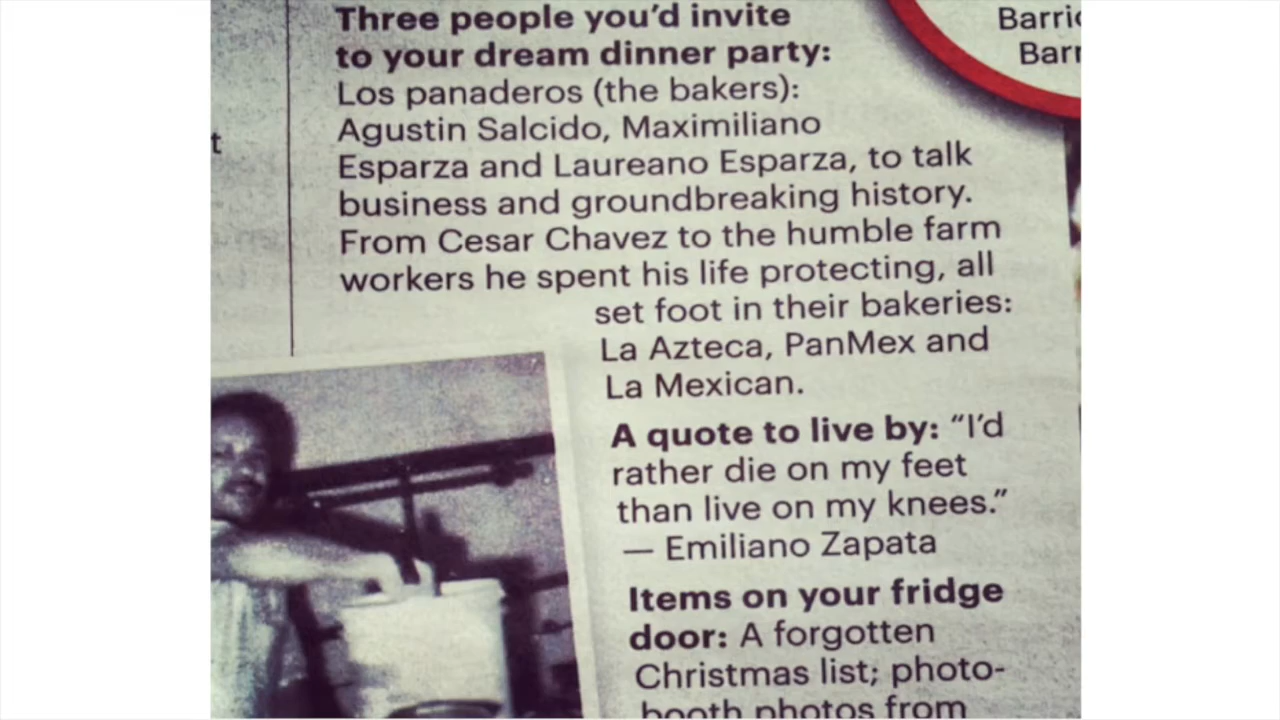 Three people you'd invite
to your dream dinner party:
Los panaderos (the bakers):
Agustin Salcido, Maximiliano
Esparza and Laureano Esparza, to talk
business and groundbreaking history.
From Cesar Chavez to the humble farm
workers he spent his life protecting, all
set foot in their bakeries:
La Azteca, PanMex and
La Mexican.
A quote to live by: "I'd
rather die on my feet
than live on my knees."
— Emiliano Zapata
Items on your fridge
door: A forgotten
Christmas list; photo-
booth photos from
t